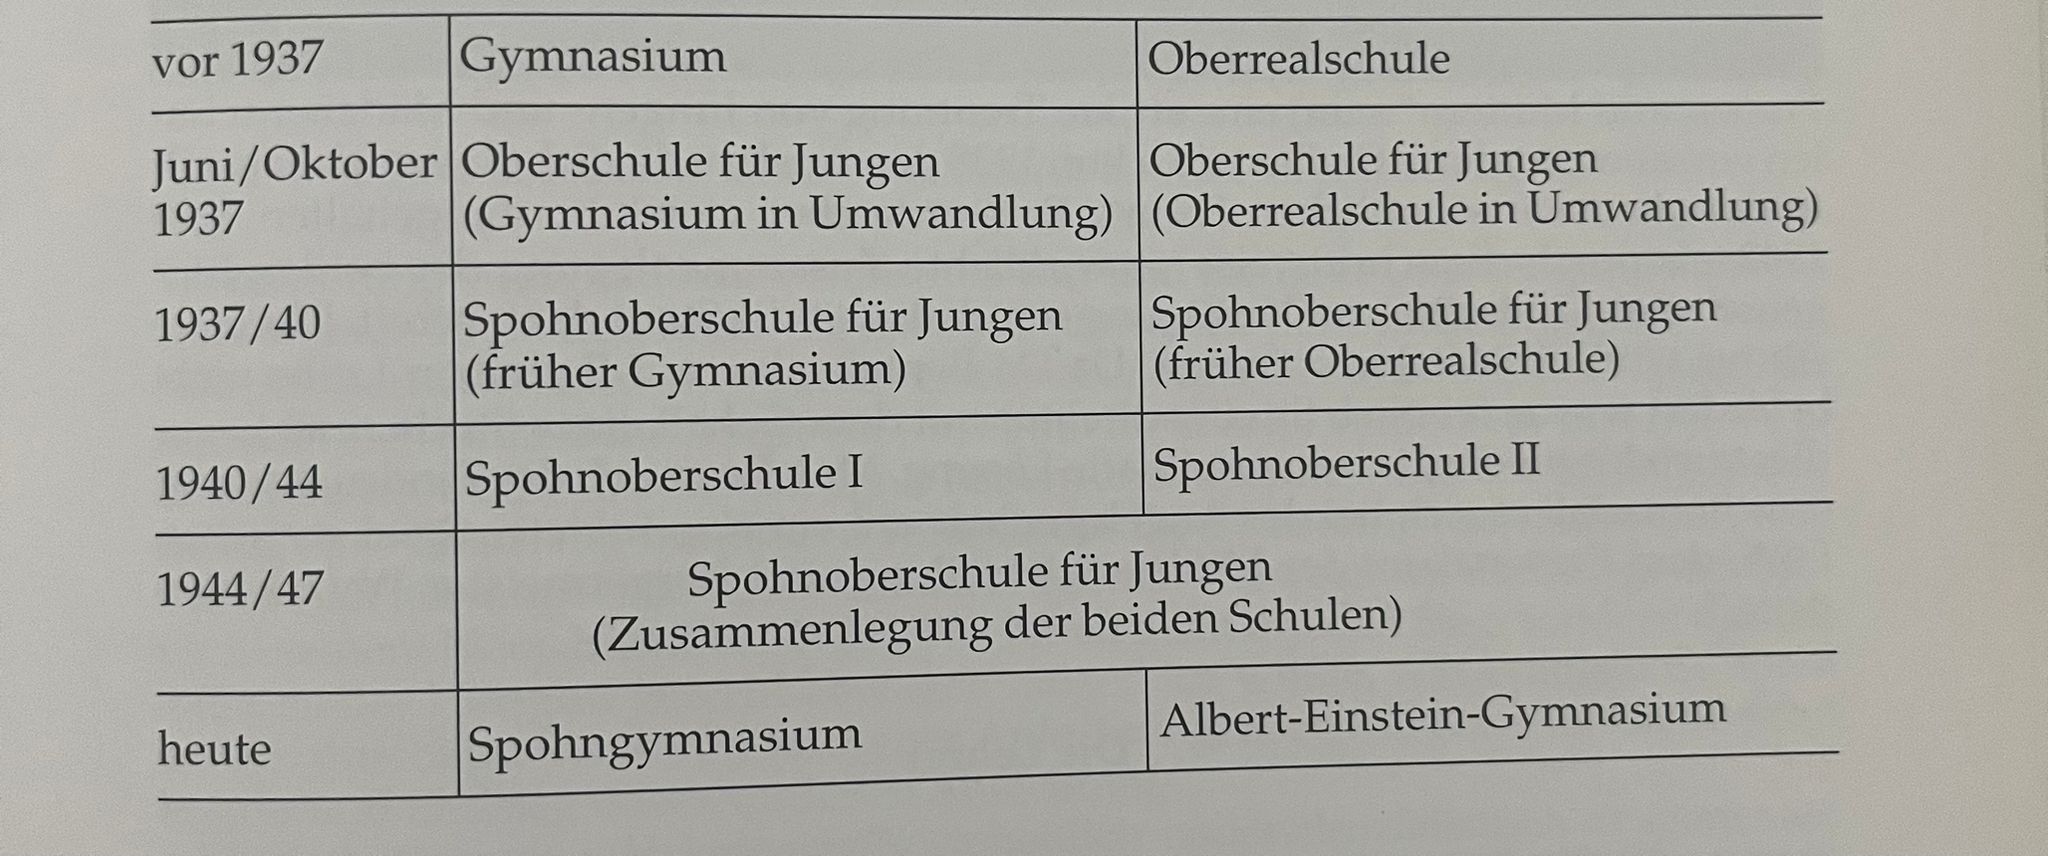 vor 1937 Gymnasium Oberrealschule
Juni/Oktober Oberschule für Jungen Oberschule für Jungen
1937 (Gymnasium in Umwandlung) (Oberrealschule in Umwandlung)
1937/40 Spohnoberschule für Jungen Spohnoberschule für Jungen
(früher Gymnasium) (früher Oberrealschule)
1940/44 Spohnoberschule I Spohnoberschule II
1944/47 Spohnoberschule für Jungen
(Zusammenlegung der beiden Schulen)
heute Spohngymnasium Albert-Einstein-Gymnasium